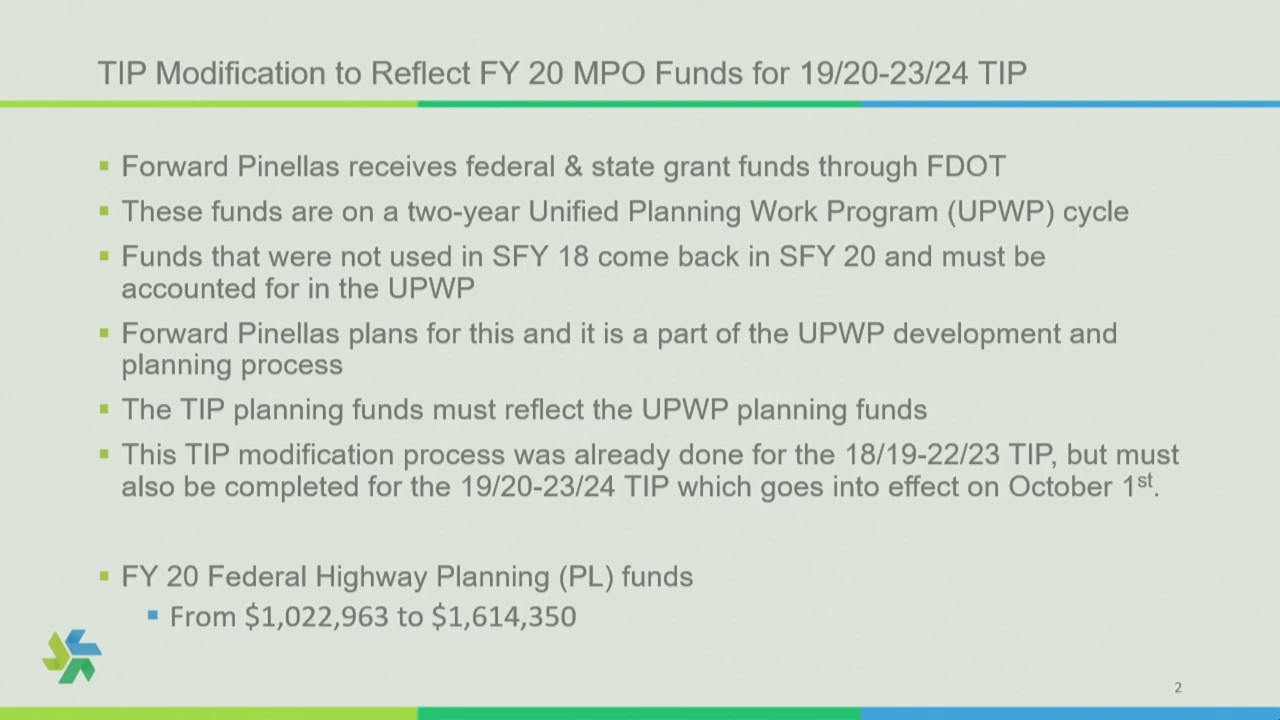 TIP Modification to Reflect FY 20 MPO Funds for 19/20-23/24 TIP
▪ Forward Pinellas receives federal & state grant funds through FDOT
▪ These funds are on a two-year Unified Planning Work Program (UPWP) cycle
▪ Funds that were not used in SFY 18 come back in SFY 20 and must be
accounted for in the UPWP
▪ Forward Pinellas plans for this and it is a part of the UPWP development and
planning process
▪ The TIP planning funds must reflect the UPWP planning funds
▪ This TIP modification process was already done for the 18/19-22/23 TIP, but must
also be completed for the 19/20-23/24 TIP which goes into effect on October 1st.
▪ FY 20 Federal Highway Planning (PL) funds
▪ From $1,022,963 to $1,614,350
2